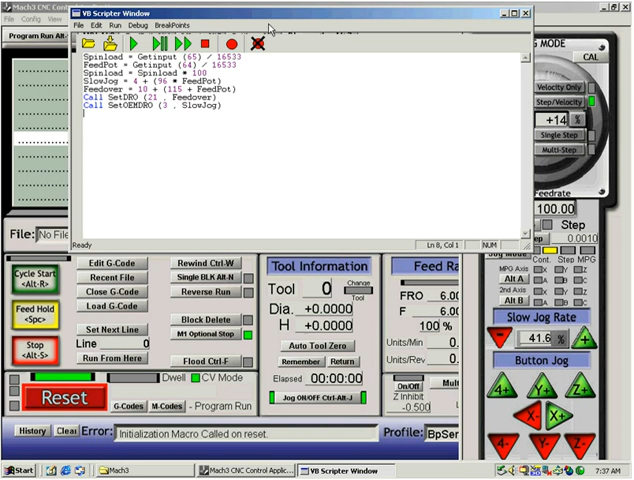 Mach3 CNC Cont
VB Scripter Window
Config View
File Edit Run Debug BreakPoints
Program Run Alt-
MODE
CAL
Spinload = Getinput (65) / 16533
FeedPot = Getinput (64) / 16533
Spinload = Spinload * 100
SlowJog = 4 + (96 * FeedPot)
Feedover = 10 + (115 + FeedPot)
Call SetDRO (21 , Feedover)
Call SetOEMDRO (3 , SlowJog)
Velocity Only
Step/Velocity
+14 %
Single Step
Multi-Step
Feedrate
100.00
File: No File
Ready
Ln 8, Col 1 NUM
Step
ep 0.0010
Jog Mode
Cont. Step MPG
Cycle Start
<Alt-R>
Feed Hold
<Spc>
Stop
<Alt-S>
Edit G-Code
Recent File
Close G-Code
Load G-Code
Set Next Line
Line 0
Run From Here
Rewind Ctrl-W
Single BLK Alt-N
Reverse Run
Block Delete
M1 Optional Stop
Flood Ctrl-F
Tool Information
Tool 0
Change
Tool
Dia. +0.0000
H +0.0000
Auto Tool Zero
Remember Return
Elapsed 00:00:00
Jog ON/OFF Ctrl-Alt-J
Feed Ra
FRO 6.00
F 6.00
100 %
Units/Min
Units/Rev
On/Off
Z Inhibit
-0.500
Mult
MPG Axis
Alt A
X Y Z
2nd Axis
Alt B
X Y Z
Slow Jog Rate
41.6 %
Button Jog
4+ Y+ Z+
X- X+
4- Y- Z-
Dwell CV Mode
Reset
G-Codes M-Codes - Program Run
History Clear Error: Initialization Macro Called on reset.
Profile: BpSer
Start Mach3 Mach3 CNC Control Applic... VB Scripter Window 7:37 AM